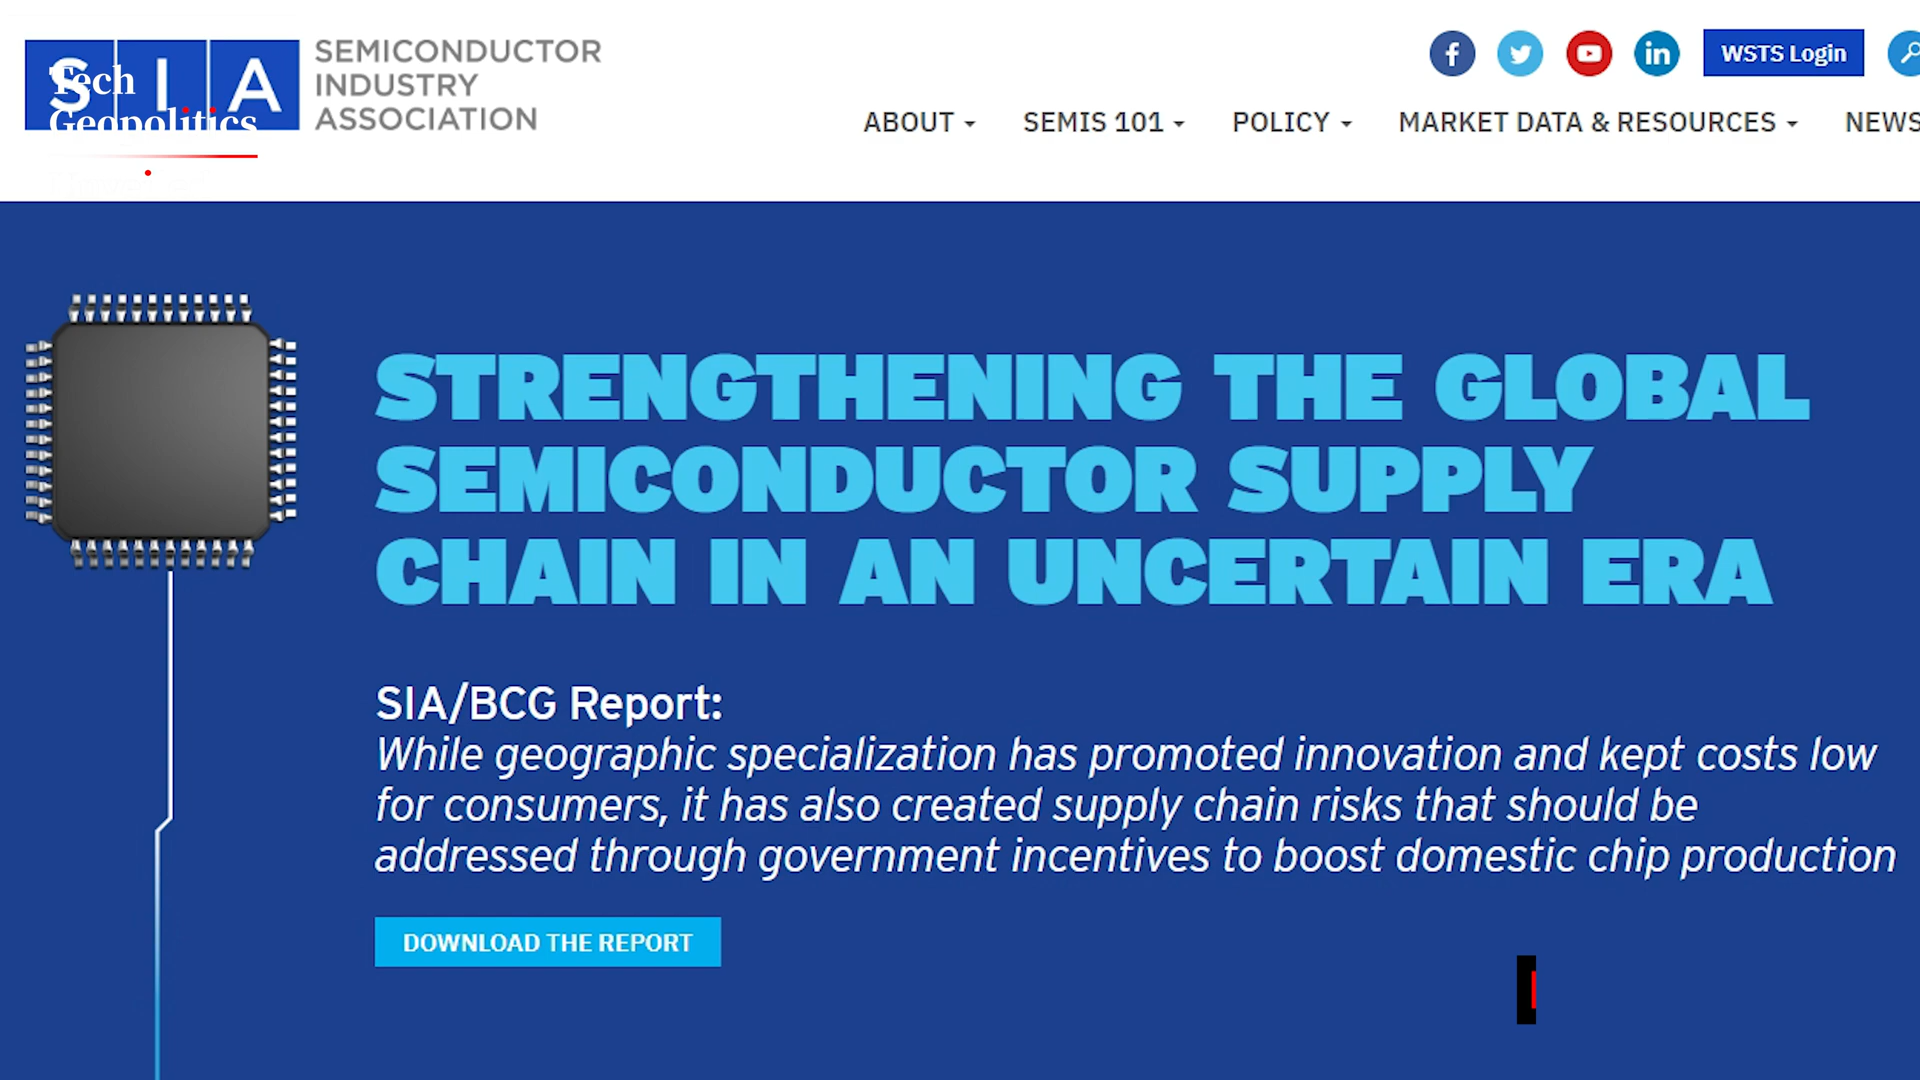 SIA
SEMICONDUCTOR
INDUSTRY
ASSOCIATION
Tech
Geopolitics
WSTS Login
ABOUT
SEMIS 101
POLICY
MARKET DATA & RESOURCES
NEWS
STRENGTHENING THE GLOBAL
SEMICONDUCTOR SUPPLY
CHAIN IN AN UNCERTAIN ERA
SIA/BCG Report:
While geographic specialization has promoted innovation and kept costs low
for consumers, it has also created supply chain risks that should be
addressed through government incentives to boost domestic chip production
DOWNLOAD THE REPORT